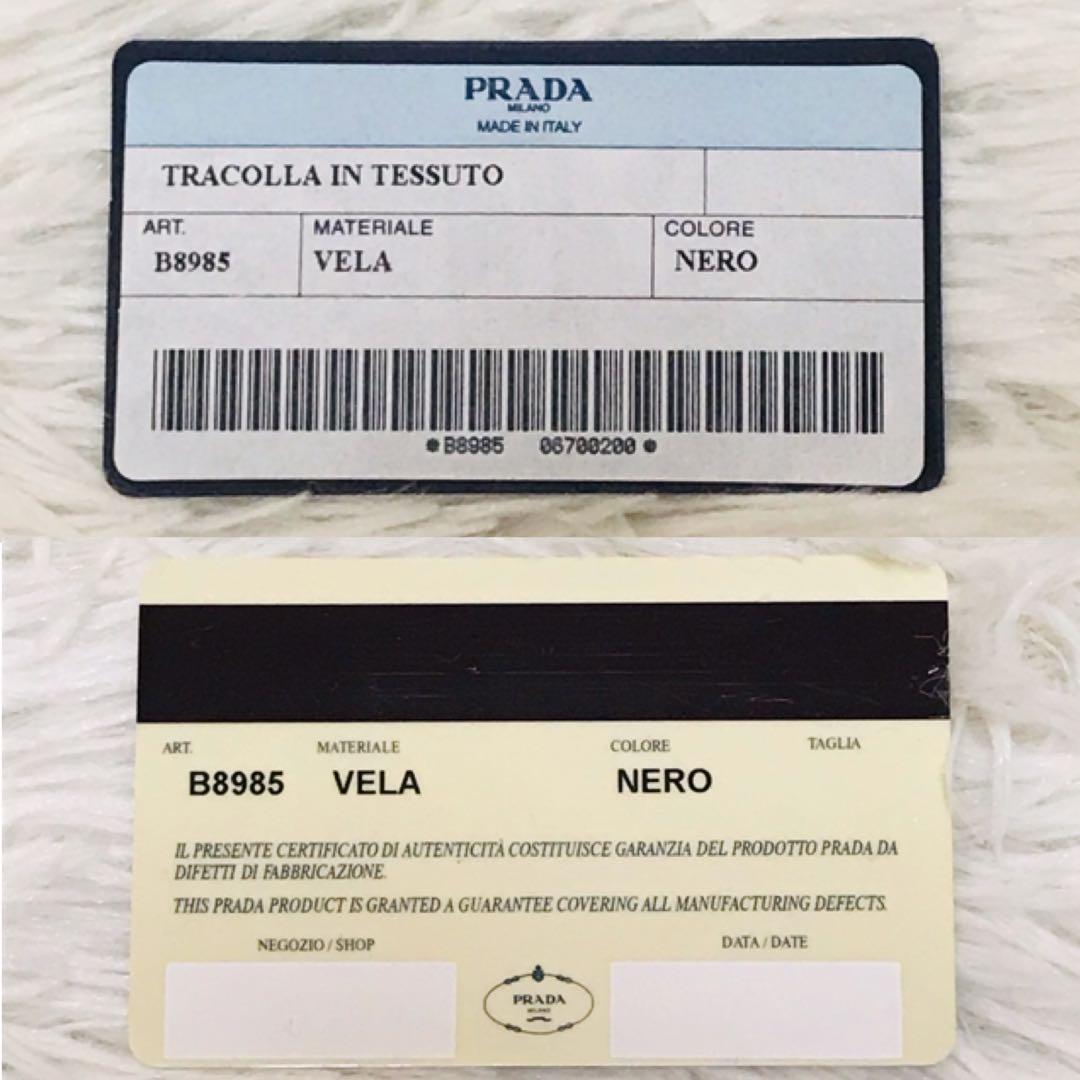 PRADA
MILANO
MADE IN ITALY
TRACOLLA IN TESSUTO
ART. MATERIALE COLORE
B8985 VELA NERO
*B8985 06700200*
ART. MATERIALE COLORE TAGLIA
B8985 VELA NERO
IL PRESENTE CERTIFICATO DI AUTENTICITÀ COSTITUISCE GARANZIA DEL PRODOTTO PRADA DA
DIFETTI DI FABBRICAZIONE.
THIS PRADA PRODUCT IS GRANTED A GUARANTEE COVERING ALL MANUFACTURING DEFECTS.
NEGOZIO / SHOP DATA / DATE
PRADA
MILANO